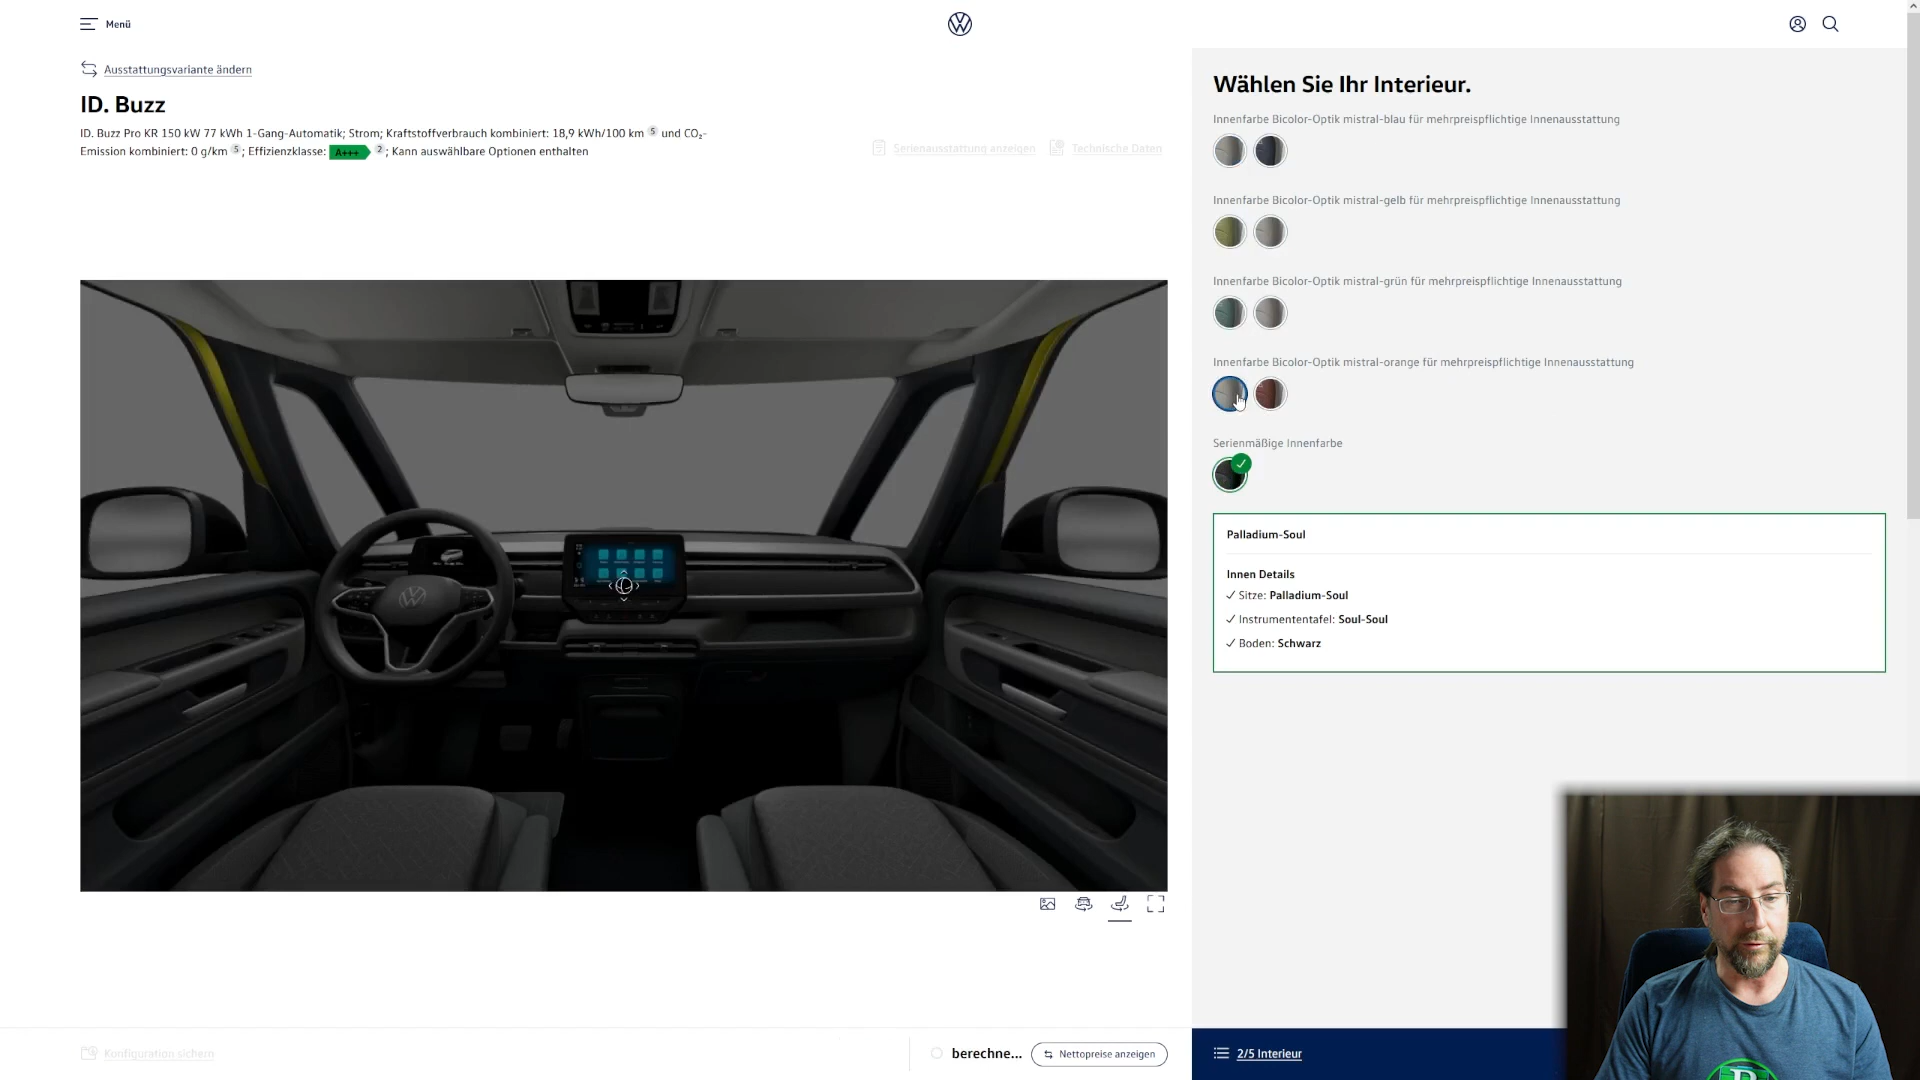 Menü
Ausstattungsvariante ändern
ID. Buzz
ID. Buzz Pro KR 150 kW 77 kWh 1-Gang-Automatik; Strom; Kraftstoffverbrauch kombiniert: 18,9 kWh/100 km 5 und CO₂-
Emission kombiniert: 0 g/km 5; Effizienzklasse: A+++ 2; Kann auswählbare Optionen enthalten
Serienausstattung anzeigen
Technische Daten
Wählen Sie Ihr Interieur.
Innenfarbe Bicolor-Optik mistral-blau für mehrpreispflichtige Innenausstattung
Innenfarbe Bicolor-Optik mistral-gelb für mehrpreispflichtige Innenausstattung
Innenfarbe Bicolor-Optik mistral-grün für mehrpreispflichtige Innenausstattung
Innenfarbe Bicolor-Optik mistral-orange für mehrpreispflichtige Innenausstattung
Serienmäßige Innenfarbe
Palladium-Soul
Innen Details
Sitze: Palladium-Soul
Instrumententafel: Soul-Soul
Boden: Schwarz
Konfiguration sichern
berechne...
Nettopreise anzeigen
2/5 Interieur